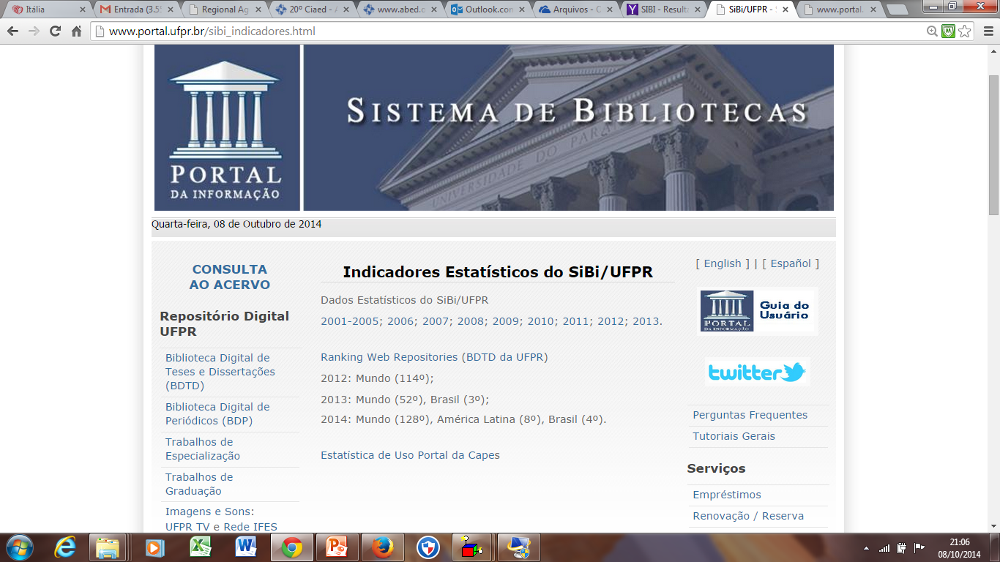 Itália
Entrada (3.55
Regional Ag
20º Ciaed - A
www.abed.o
Outlook.com
Arquivos - O
SIBI - Resulta
SiBi/UFPR - S
www.portal.
www.portal.ufpr.br/sibi_indicadores.html
PORTAL
DA INFORMAÇÃO
SISTEMA DE BIBLIOTECAS
UNIVERSIDADE DO PARANÁ
Quarta-feira, 08 de Outubro de 2014
CONSULTA
AO ACERVO
Repositório Digital
UFPR
Biblioteca Digital de
Teses e Dissertações
(BDTD)
Biblioteca Digital de
Periódicos (BDP)
Trabalhos de
Especialização
Trabalhos de
Graduação
Imagens e Sons:
UFPR TV e Rede IFES
Indicadores Estatísticos do SiBi/UFPR
Dados Estatísticos do SiBi/UFPR
2001-2005; 2006; 2007; 2008; 2009; 2010; 2011; 2012; 2013.
Ranking Web Repositories (BDTD da UFPR)
2012: Mundo (114º);
2013: Mundo (52º), Brasil (3º);
2014: Mundo (128º), América Latina (8º), Brasil (4º).
Estatística de Uso Portal da Capes
[ English ] | [ Español ]
PORTAL
DA INFORMAÇÃO
Guia do
Usuário
twitter
Perguntas Frequentes
Tutoriais Gerais
Serviços
Empréstimos
Renovação / Reserva
21:06
08/10/2014